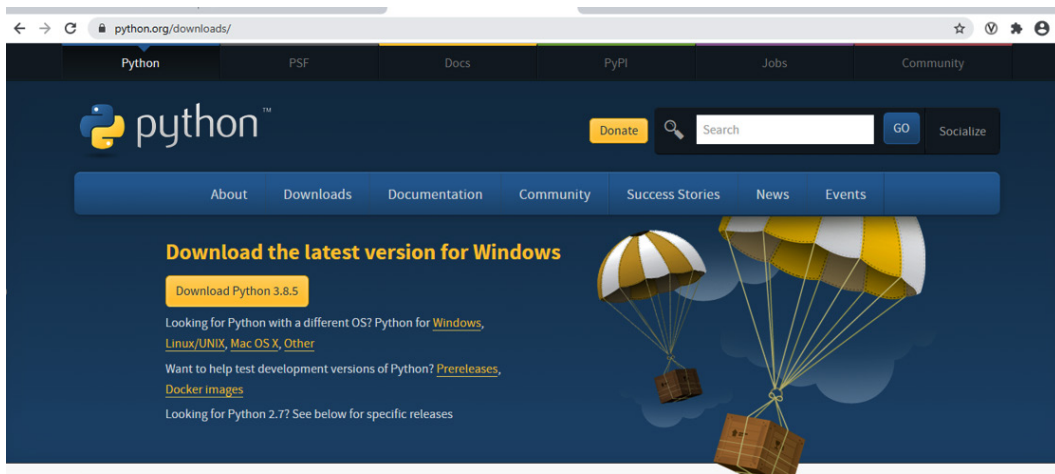 python.org/downloads/
Python PSF Docs PyPI Jobs Community
python™
Donate Search GO Socialize
About Downloads Documentation Community Success Stories News Events
Download the latest version for Windows
Download Python 3.8.5
Looking for Python with a different OS? Python for Windows,
Linux/UNIX, Mac OS X, Other
Want to help test development versions of Python? Prereleases,
Docker images
Looking for Python 2.7? See below for specific releases